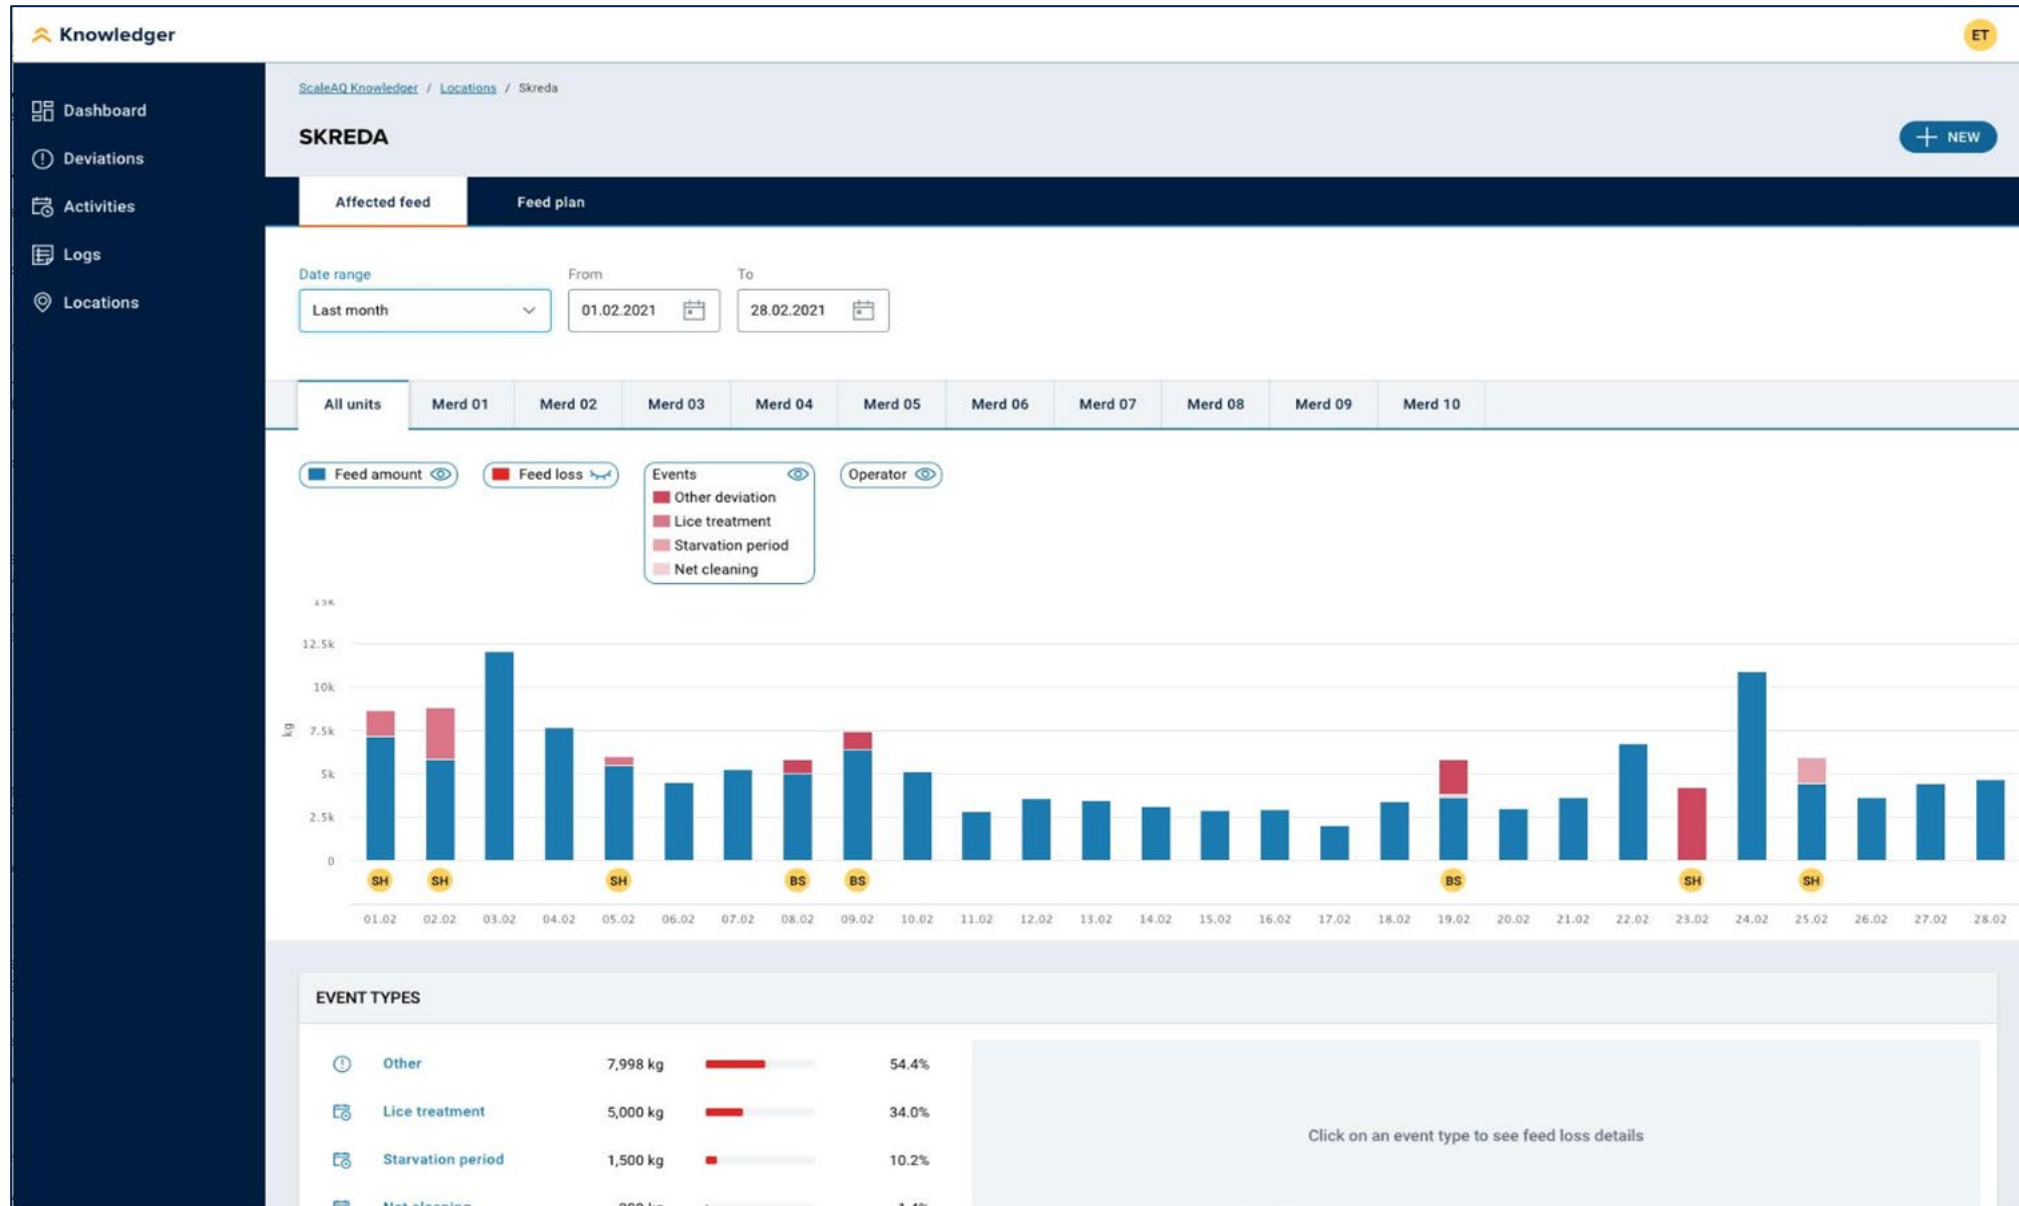 Knowledger
ET
Dashboard
Deviations
Activities
Logs
Locations
ScaleAQ Knowledger / Locations / Skreda
SKREDA
+ NEW
Affected feed Feed plan
Date range From To
Last month 01.02.2021 28.02.2021
All units Merd 01 Merd 02 Merd 03 Merd 04 Merd 05 Merd 06 Merd 07 Merd 08 Merd 09 Merd 10
Feed amount Feed loss Events Operator
Other deviation
Lice treatment
Starvation period
Net cleaning
15K
12.5k
10k
7.5k
5k
2.5k
0
kg
SH SH SH BS BS BS SH SH
01.02 02.02 03.02 04.02 05.02 06.02 07.02 08.02 09.02 10.02 11.02 12.02 13.02 14.02 15.02 16.02 17.02 18.02 19.02 20.02 21.02 22.02 23.02 24.02 25.02 26.02 27.02 28.02
EVENT TYPES
Other 7,998 kg 54.4%
Lice treatment 5,000 kg 34.0%
Starvation period 1,500 kg 10.2%
Net cleaning 1.4%
Click on an event type to see feed loss details